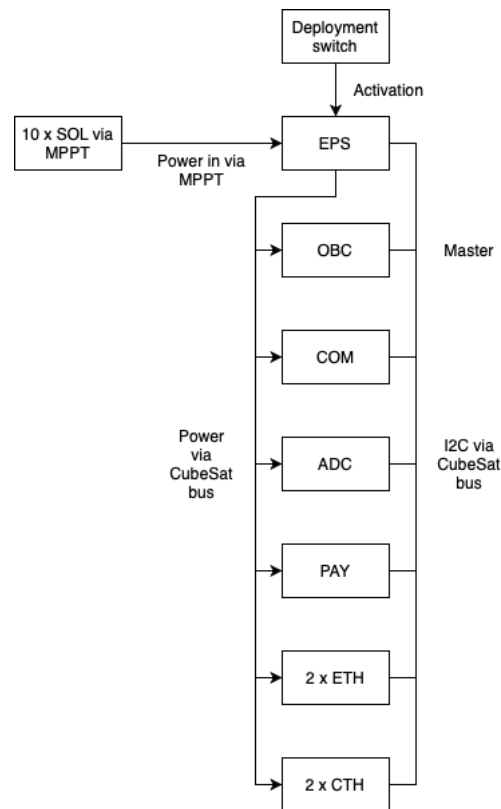 Deployment
switch
Activation
10 x SOL via
MPPT
EPS
Power in via
MPPT
OBC
Master
COM
Power
via
CubeSat
bus
ADC
I2C via
CubeSat
bus
PAY
2 x ETH
2 x CTH